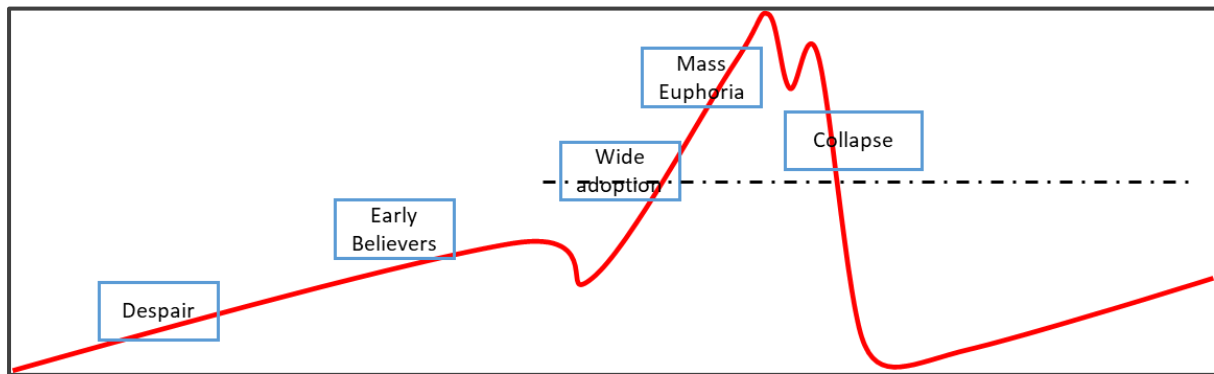 Despair
Early
Believers
Wide
adoption
Mass
Euphoria
Collapse